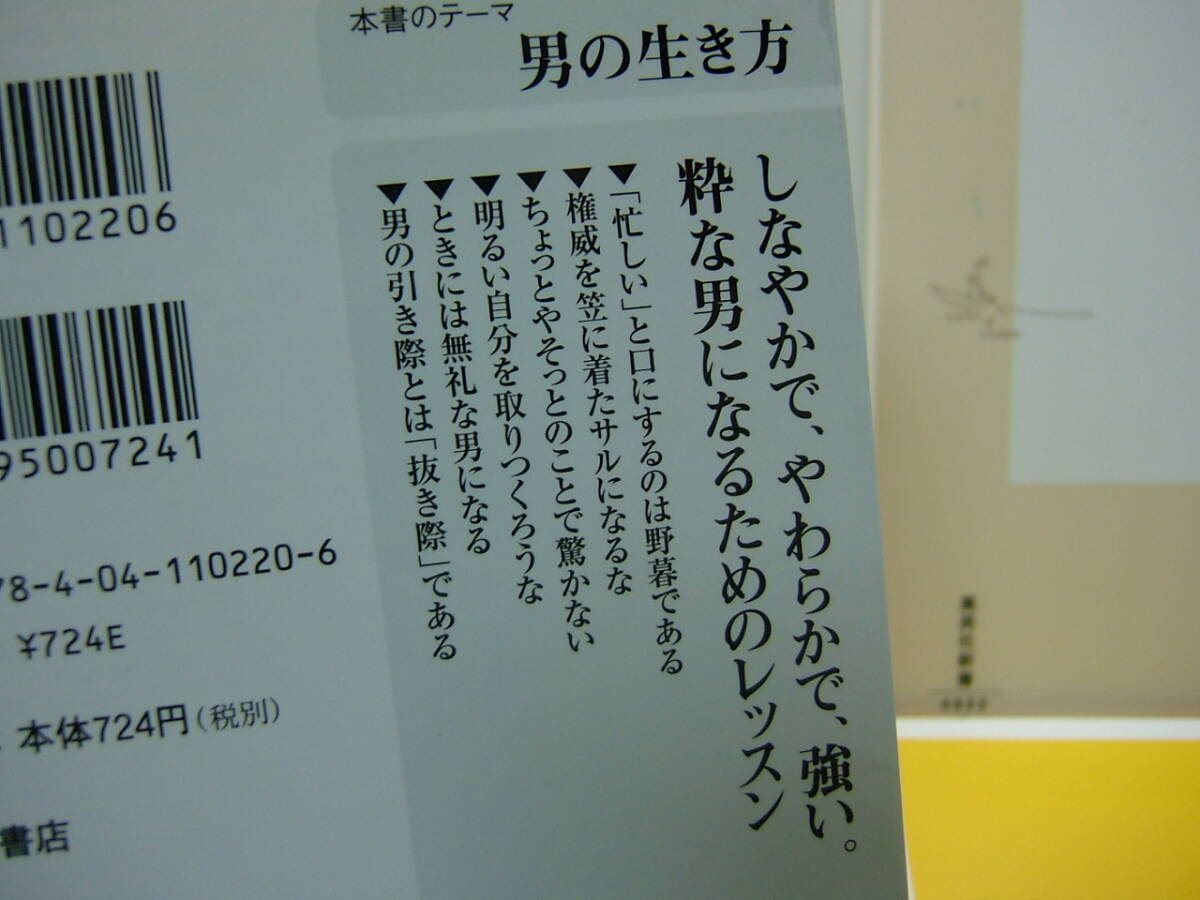 本書のテーマ
男の生き方
しなやかで、やわらかで、強い。
粋な男になるためのレッスン
▼「忙しい」と口にするのは野暮である
▼権威を笠に着たサルになるな
▼ちょっとやそっとのことで驚かない
▼明るい自分を取りつくろうな
▼ときには無礼な男になる
▼男の引き際とは「抜き際」である
1102206
95007241
78-4-04-110220-6
¥724E
本体724円(税別)
書店